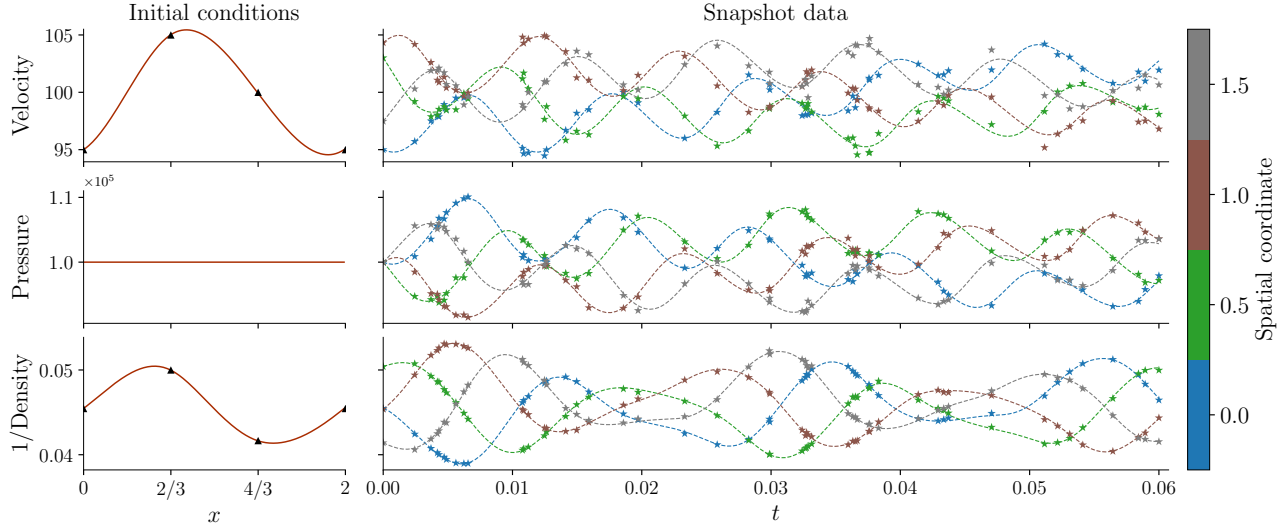 Initial conditions
Snapshot data
Velocity
105
100
95
×10⁵
Pressure
1.1
1.0
1/Density
0.05
0.04
0
2/3
4/3
2
x
0.00
0.01
0.02
0.03
0.04
0.05
0.06
t
1.5
1.0
0.5
0.0
Spatial coordinate